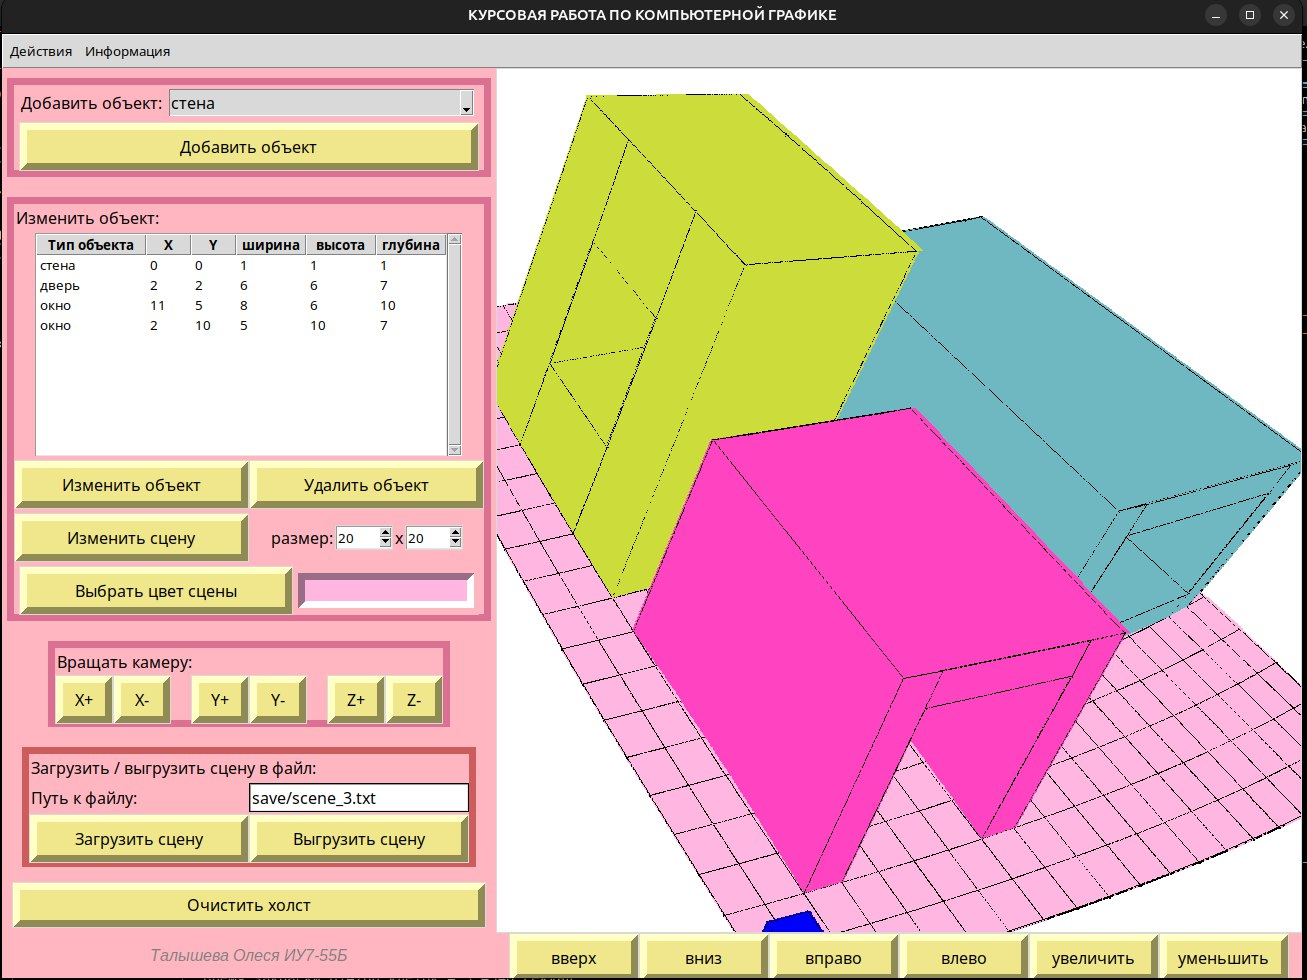 КУРСОВАЯ РАБОТА ПО КОМПЬЮТЕРНОЙ ГРАФИКЕ
Действия Информация
Добавить объект: стена
Добавить объект
Изменить объект:
Тип объекта X Y ширина высота глубина
стена 0 0 1 1 1
дверь 2 2 6 6 7
окно 11 5 8 6 10
окно 2 10 5 10 7
Изменить объект Удалить объект
Изменить сцену размер: 20 x 20
Выбрать цвет сцены
Вращать камеру:
X+ X- Y+ Y- Z+ Z-
Загрузить / выгрузить сцену в файл:
Путь к файлу: save/scene_3.txt
Загрузить сцену Выгрузить сцену
Очистить холст
Талышева Олеся ИУ7-55Б
вверх вниз вправо влево увеличить уменьшить